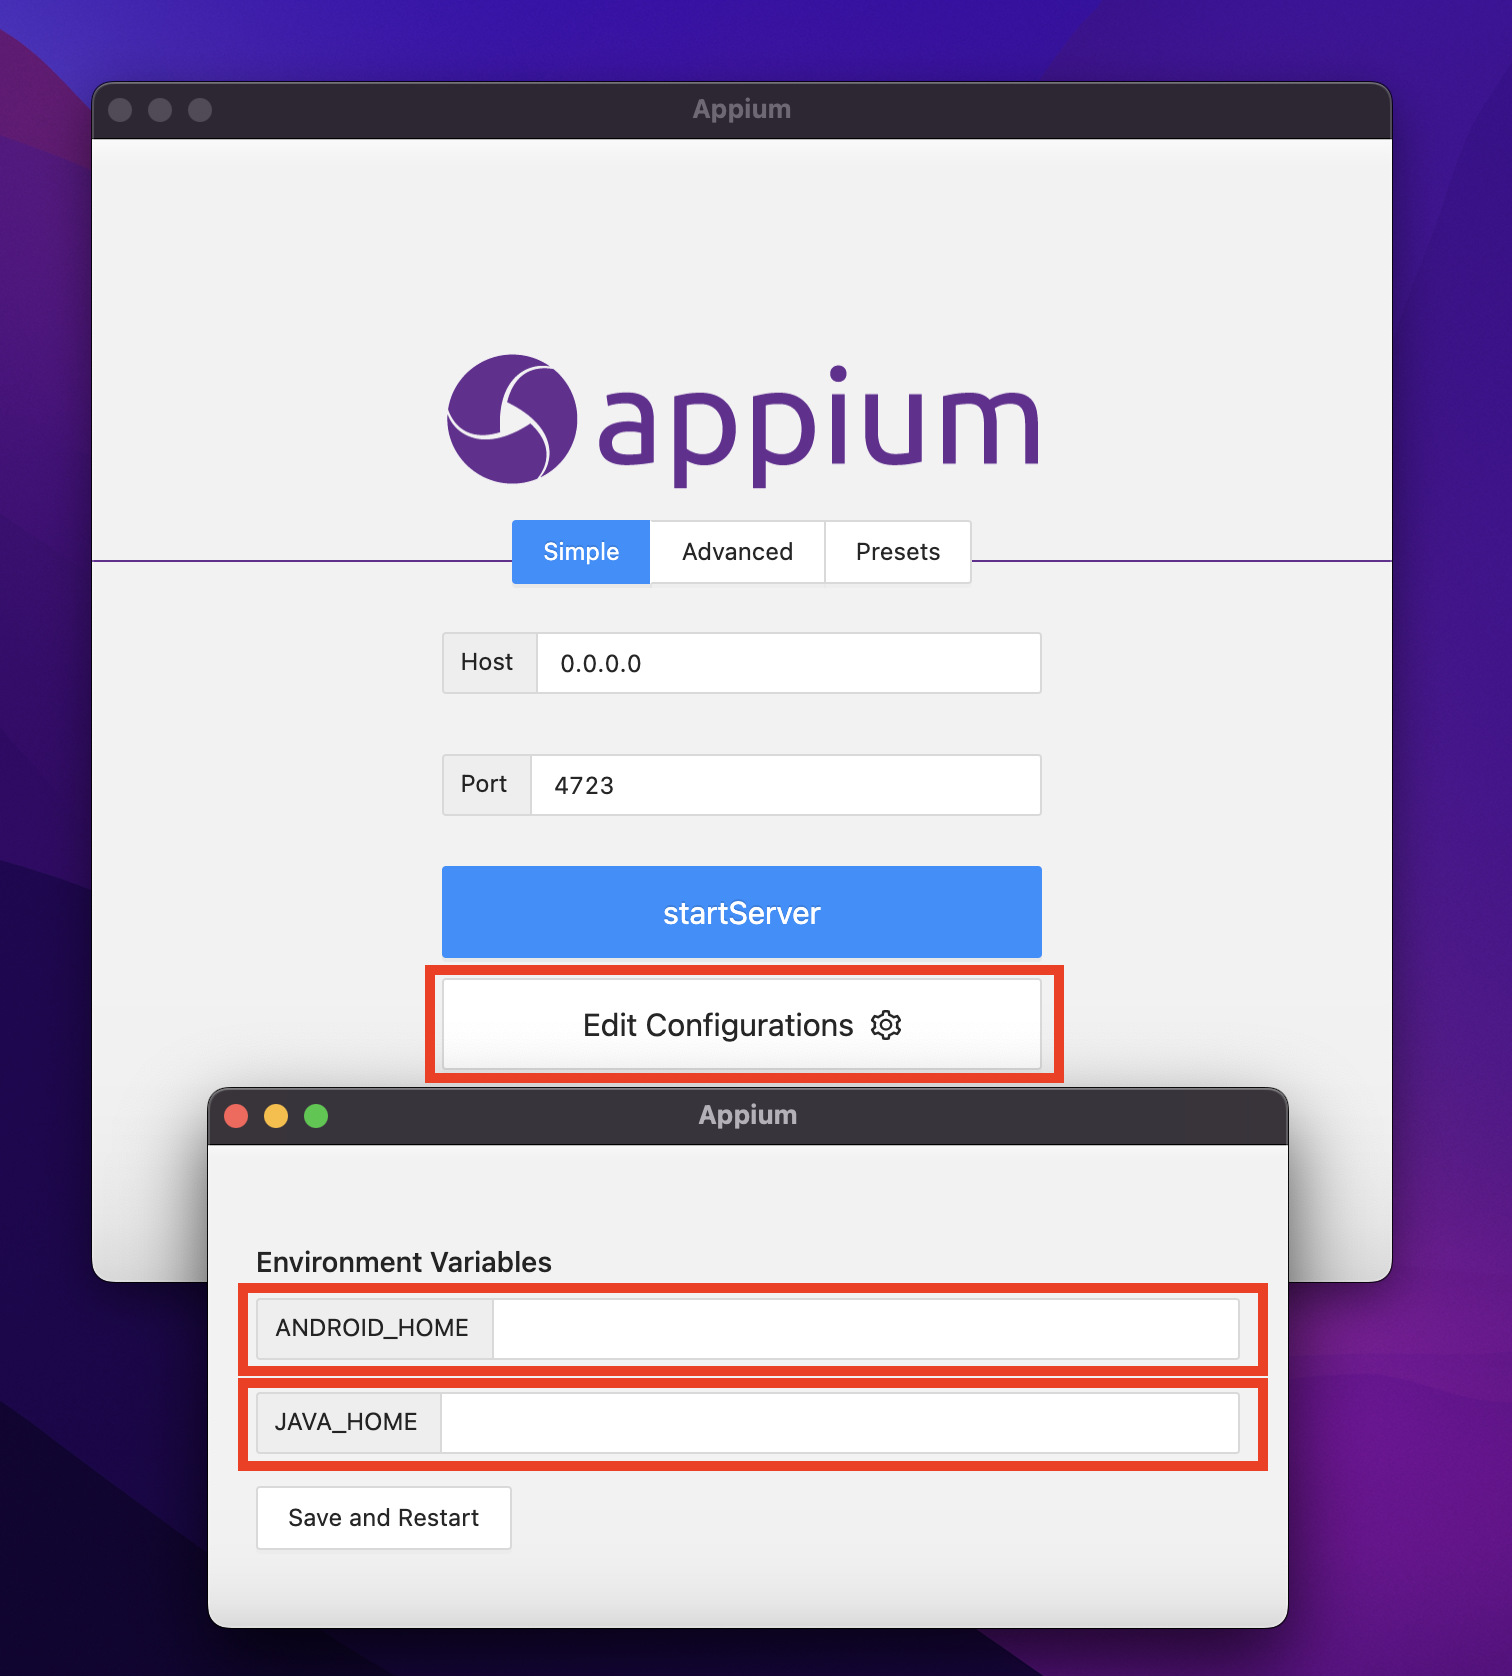 Appium
appium
Simple Advanced Presets
Host 0.0.0.0
Port 4723
startServer
Edit Configurations
Appium
Environment Variables
ANDROID_HOME
JAVA_HOME
Save and Restart